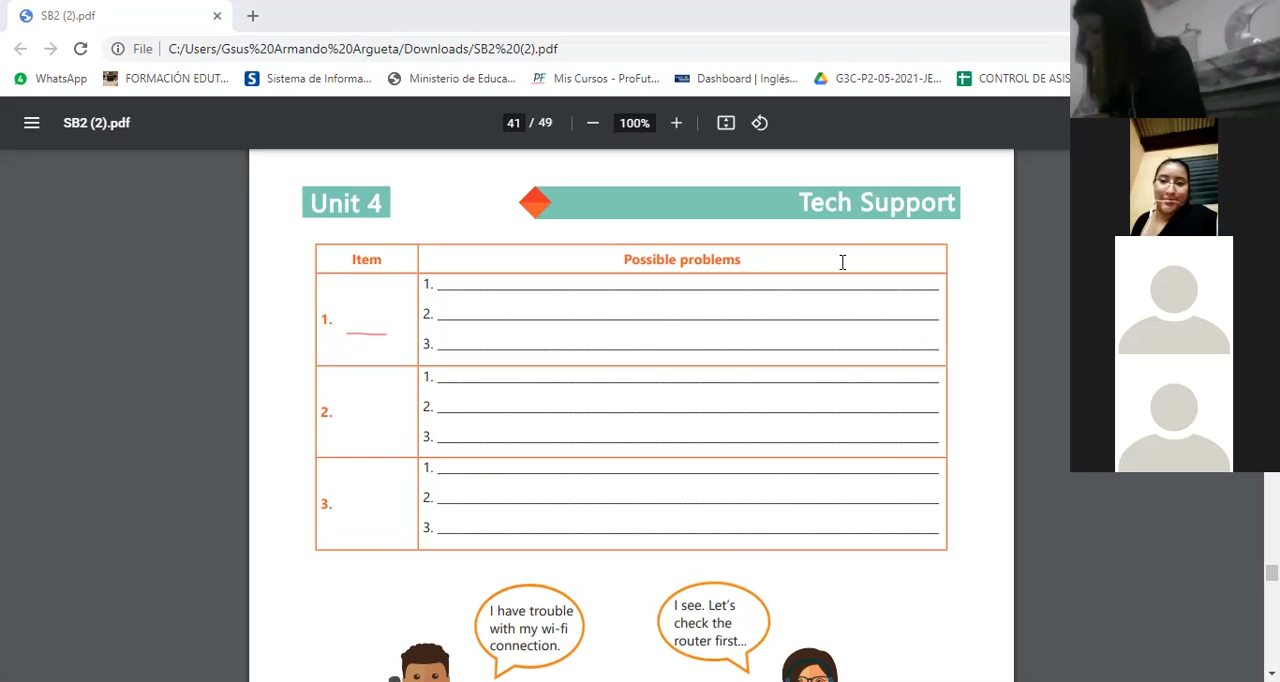 SB2 (2).pdf
File C:/Users/Gsus%20Armando%20Argueta/Downloads/SB2%20(2).pdf
WhatsApp FORMACIÓN EDUT... Sistema de Informa... Ministerio de Educa... Mis Cursos - ProFut... Dashboard | Inglés,... G3C-P2-05-2021-JE... CONTROL DE ASIS
SB2 (2).pdf 41 / 49 100%
Unit 4 Tech Support
Item Possible problems
1. 1.
2.
3.
2. 1.
2.
3.
3. 1.
2.
3.
I have trouble
with my wi-fi
connection.
I see. Let's
check the
router first...